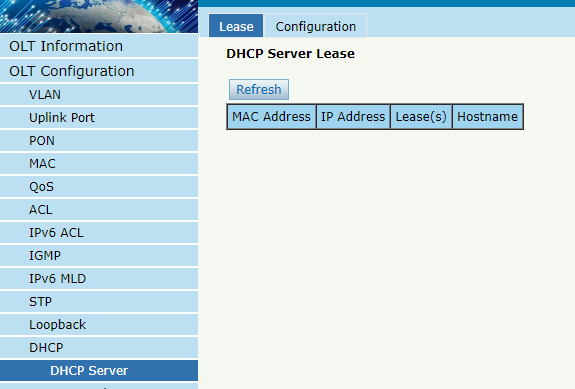 Lease Configuration
OLT Information
DHCP Server Lease
OLT Configuration
VLAN
Refresh
Uplink Port
MAC Address IP Address Lease(s) Hostname
PON
MAC
QoS
ACL
IPv6 ACL
IGMP
IPv6 MLD
STP
Loopback
DHCP
DHCP Server